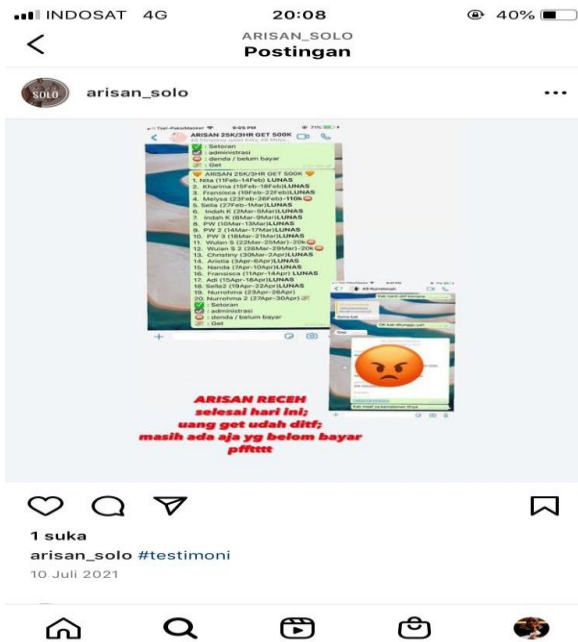 INDOSAT 4G 20:08 40%
ARISAN_SOLO
Postingan
SOLO arisan_solo
9:05 PM 71%
ARISAN 25K/3HR GET 500K
: Setoran
: administrasi
: denda / belum bayar
: Get
ARISAN 25K/3HR GET 500K
1. Nita (11Feb-14Feb) LUNAS
2. Kharima (15Feb-18Feb)LUNAS
3. Fransisca (19Feb-22Feb)LUNAS
4. Meiysa (23Feb-26Feb)-110k
5. Sella (27Feb-1Mar)LUNAS
6. Indah K (2Mar-5Mar)LUNAS
7. Indah K (6Mar-9Mar)LUNAS
8. PW (10Mar-13Mar)LUNAS
9. PW 2 (14Mar-17Mar)LUNAS
10. PW 3 (18Mar-21Mar)LUNAS
11. Wulan S (22Mar-25Mar)-20k
12. Wulan S 2 (26Mar-29Mar)-20k
13. Christiny (30Mar-2Apr)LUNAS
14. Aristia (3Apr-6Apr)LUNAS
15. Nanda (7Apr-10Apr)LUNAS
16. Fransisca (11Apr-14Apr) LUNAS
17. Adi (15Apr-18Apr)LUNAS
18. Sella2 (19Apr-22Apr)LUNAS
19. Nurrohma (23Apr-26Apr)
20. Nurrohma 2 (27Apr-30Apr)
: Setoran
: administrasi
: denda / belum bayar
: Get
ARISAN RECEH
selesai hari ini;
uang get udah ditf;
masih ada aja yg belom bayar
pfftttt
1 suka
arisan_solo #testimoni
10 Juli 2021